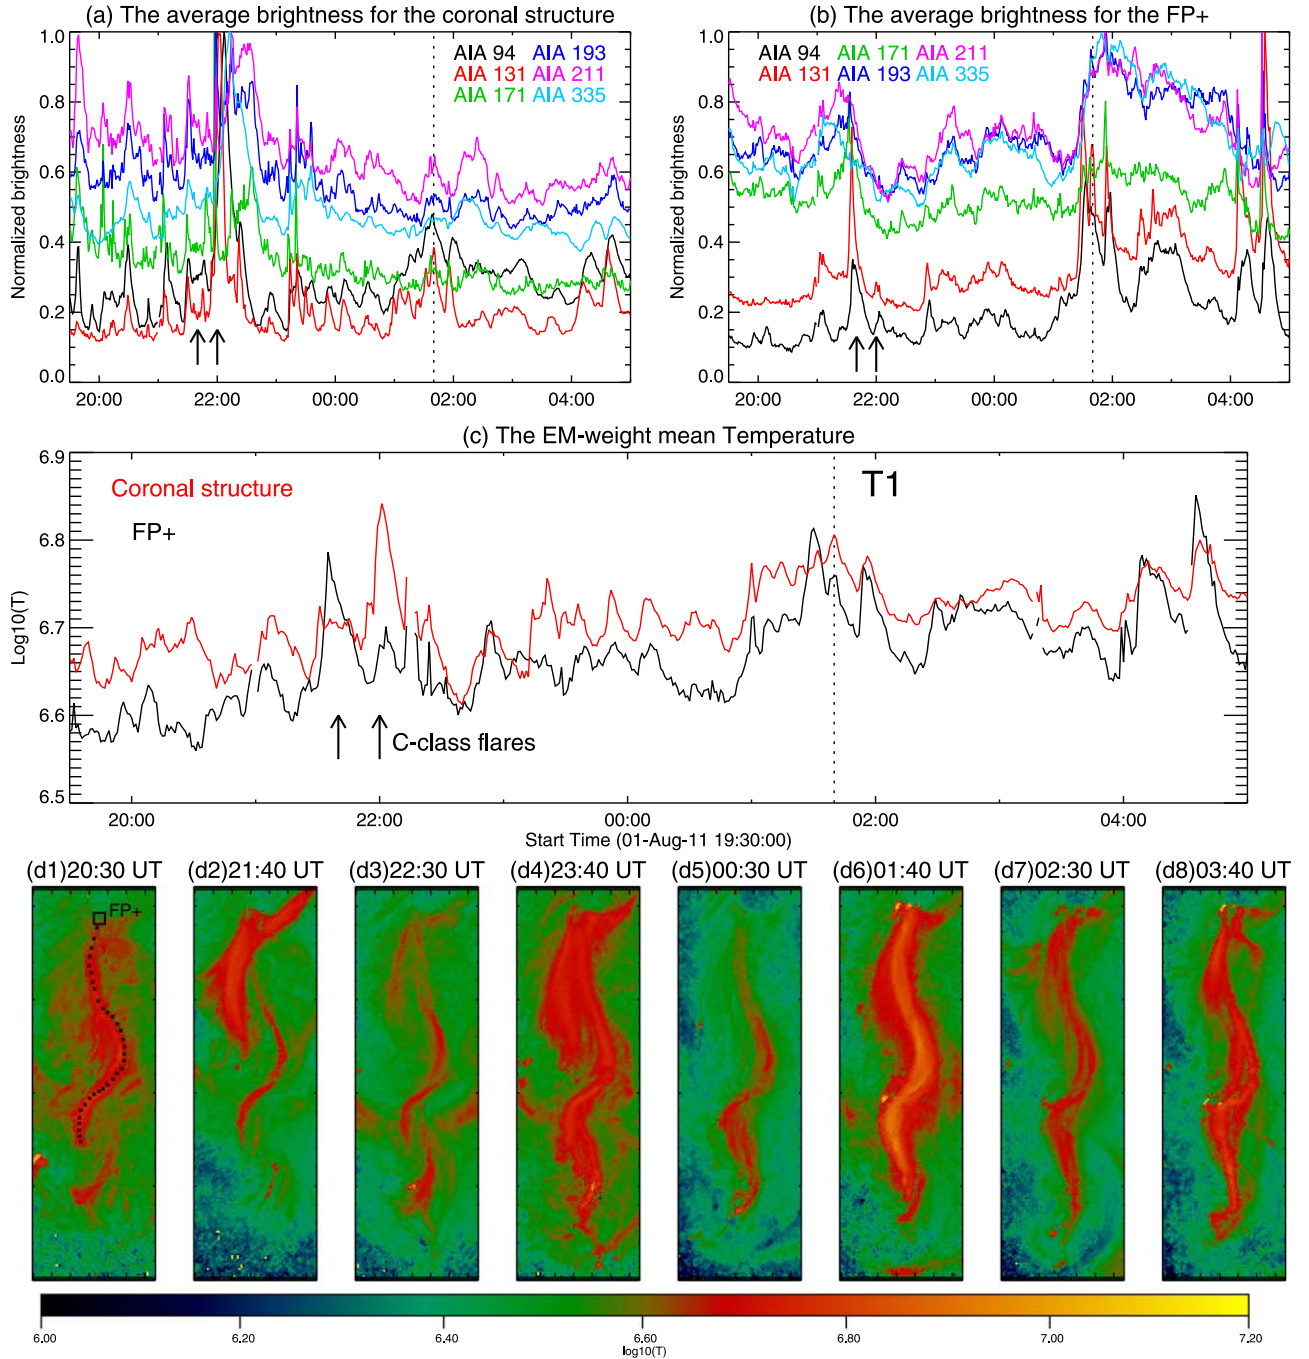 (a) The average brightness for the coronal structure
AIA 94 AIA 193
AIA 131 AIA 211
AIA 171 AIA 335
Normalized brightness
1.0
0.8
0.6
0.4
0.2
0.0
20:00 22:00 00:00 02:00 04:00
(b) The average brightness for the FP+
AIA 94 AIA 171 AIA 211
AIA 131 AIA 193 AIA 335
Normalized brightness
1.0
0.8
0.6
0.4
0.2
0.0
20:00 22:00 00:00 02:00 04:00
(c) The EM-weight mean Temperature
Coronal structure
FP+
T1
C-class flares
Log10(T)
6.9
6.8
6.7
6.6
6.5
20:00 22:00 00:00 02:00 04:00
Start Time (01-Aug-11 19:30:00)
(d1)20:30 UT (d2)21:40 UT (d3)22:30 UT (d4)23:40 UT (d5)00:30 UT (d6)01:40 UT (d7)02:30 UT (d8)03:40 UT
FP+
6.00 6.20 6.40 6.60 6.80 7.00 7.20
log10(T)